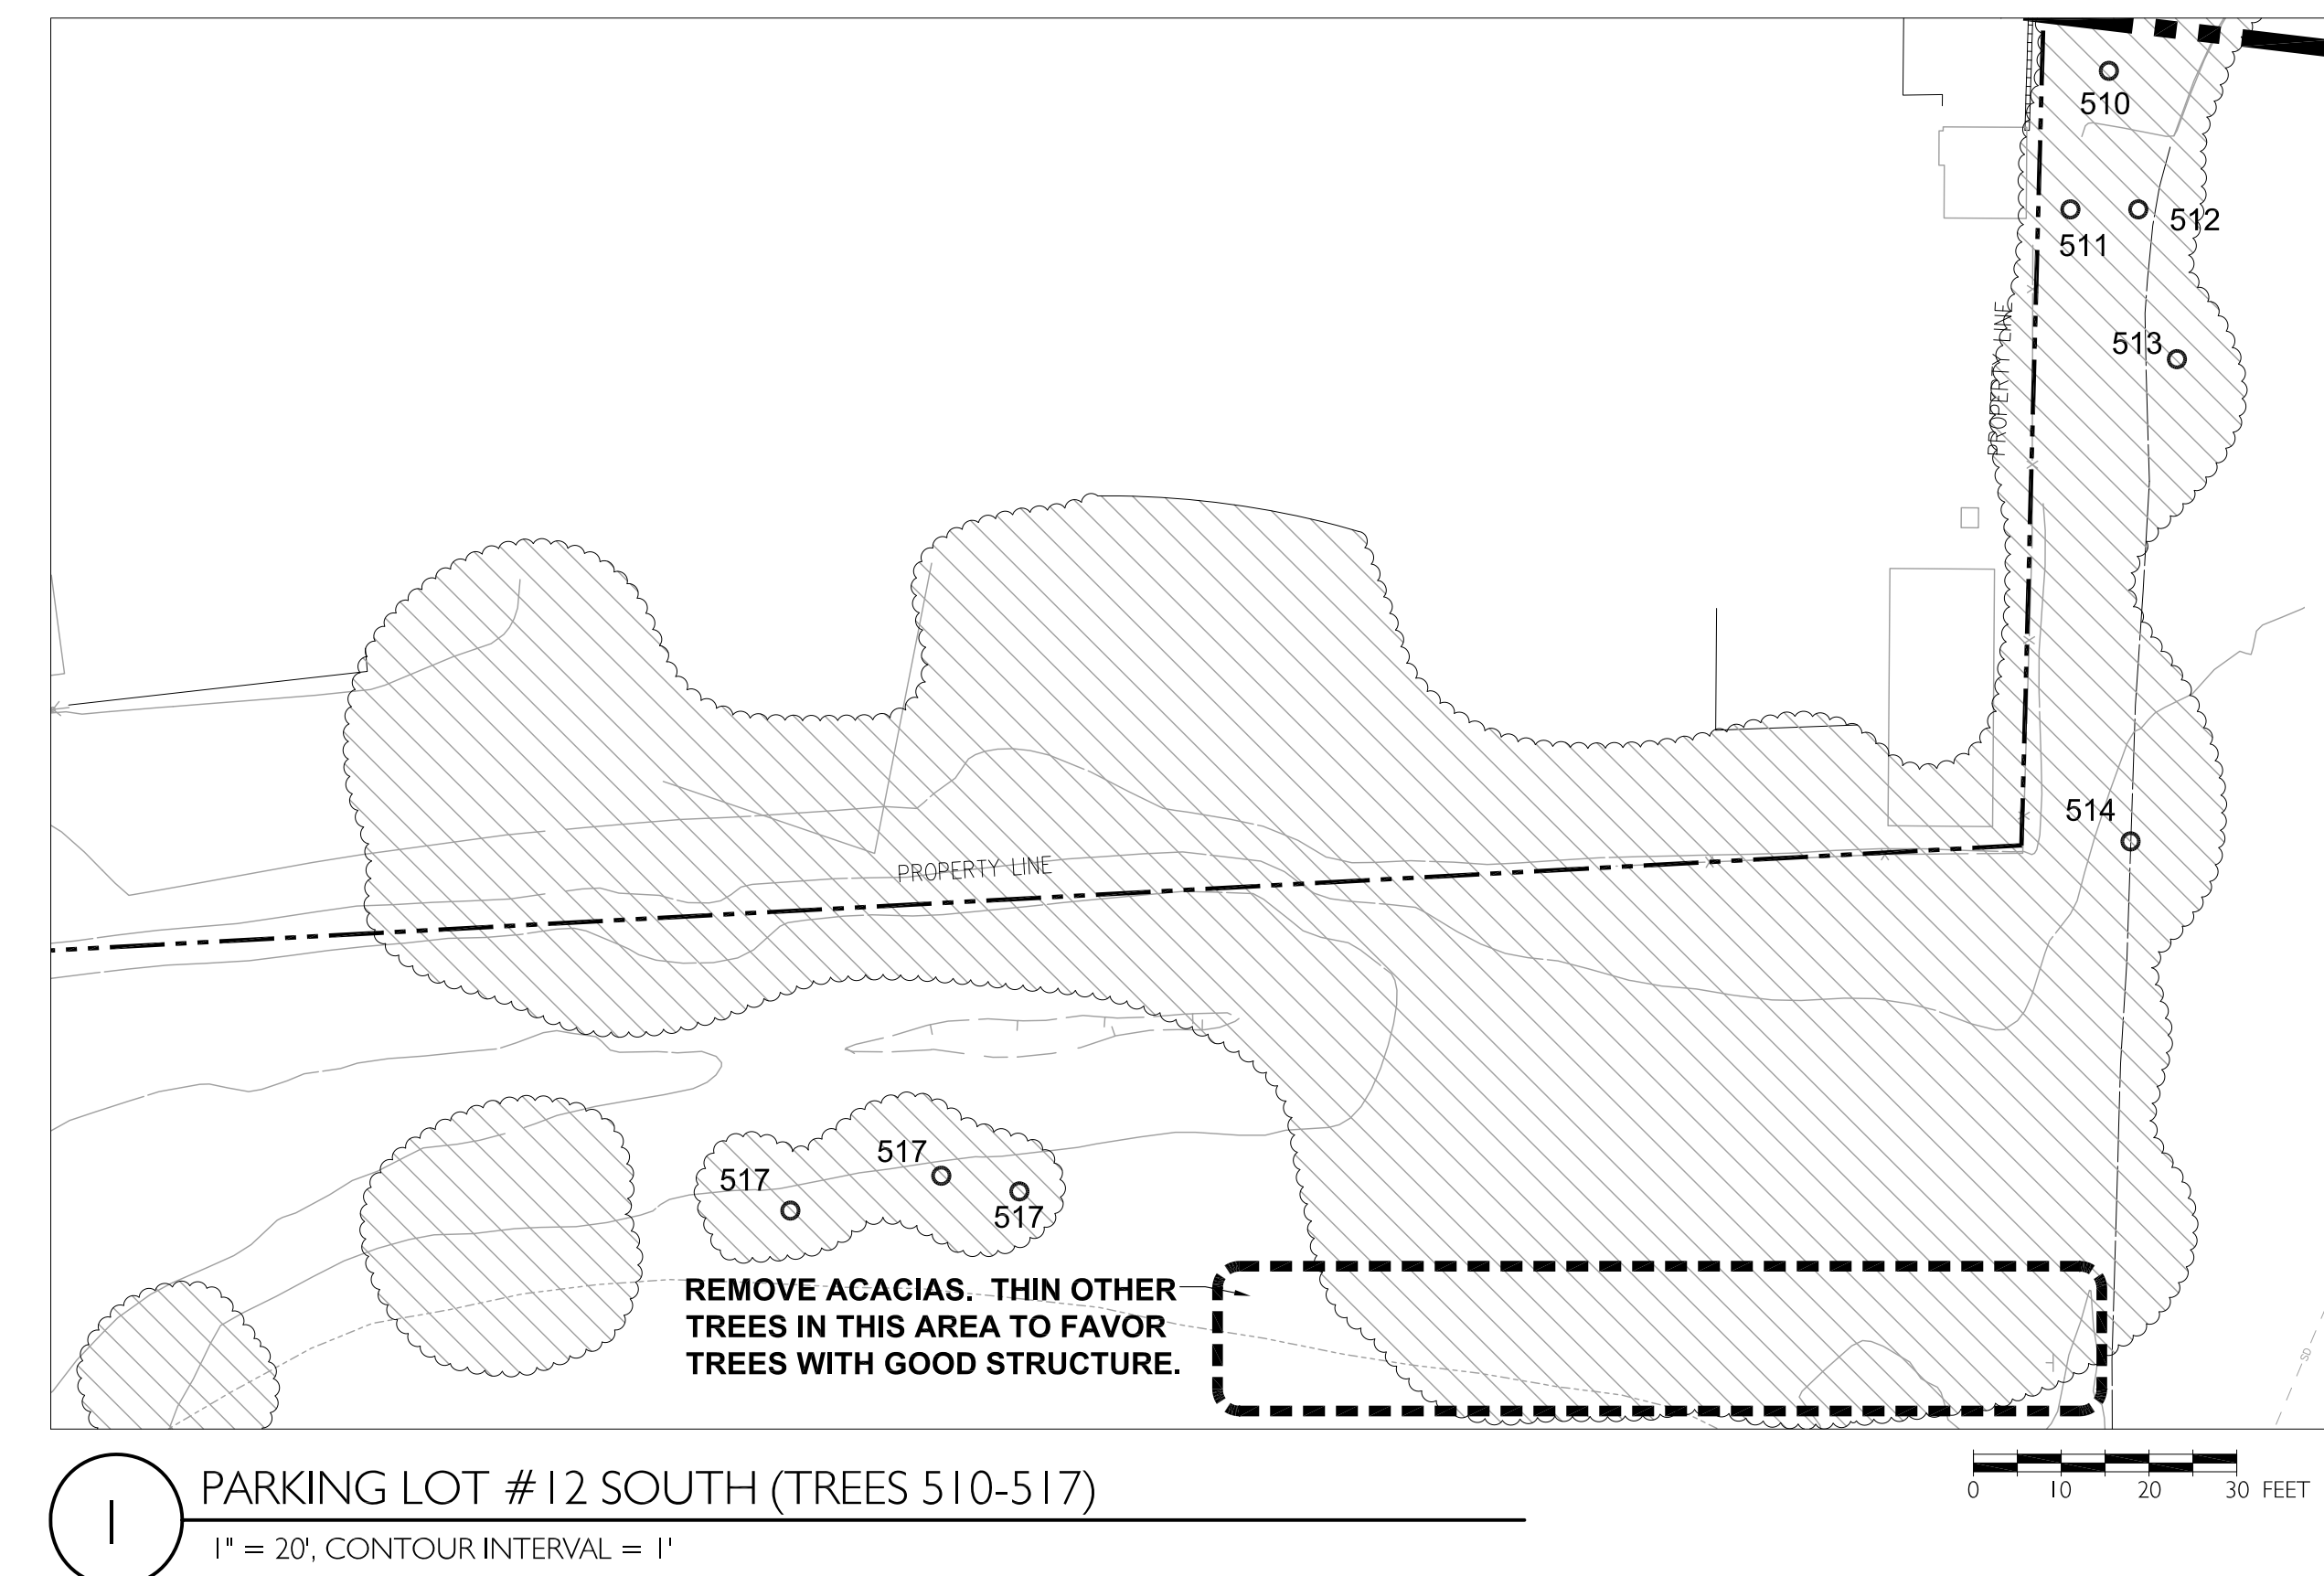 510
511
512
PROPERTY LINE
513
514
PROPERTY LINE
517
517
517
REMOVE ACACIAS.  THIN OTHER
TREES IN THIS AREA TO FAVOR
TREES WITH GOOD STRUCTURE.
SD
1
PARKING LOT #12 SOUTH (TREES 510-517)
1" = 20', CONTOUR INTERVAL = 1'
0 10 20 30 FEET